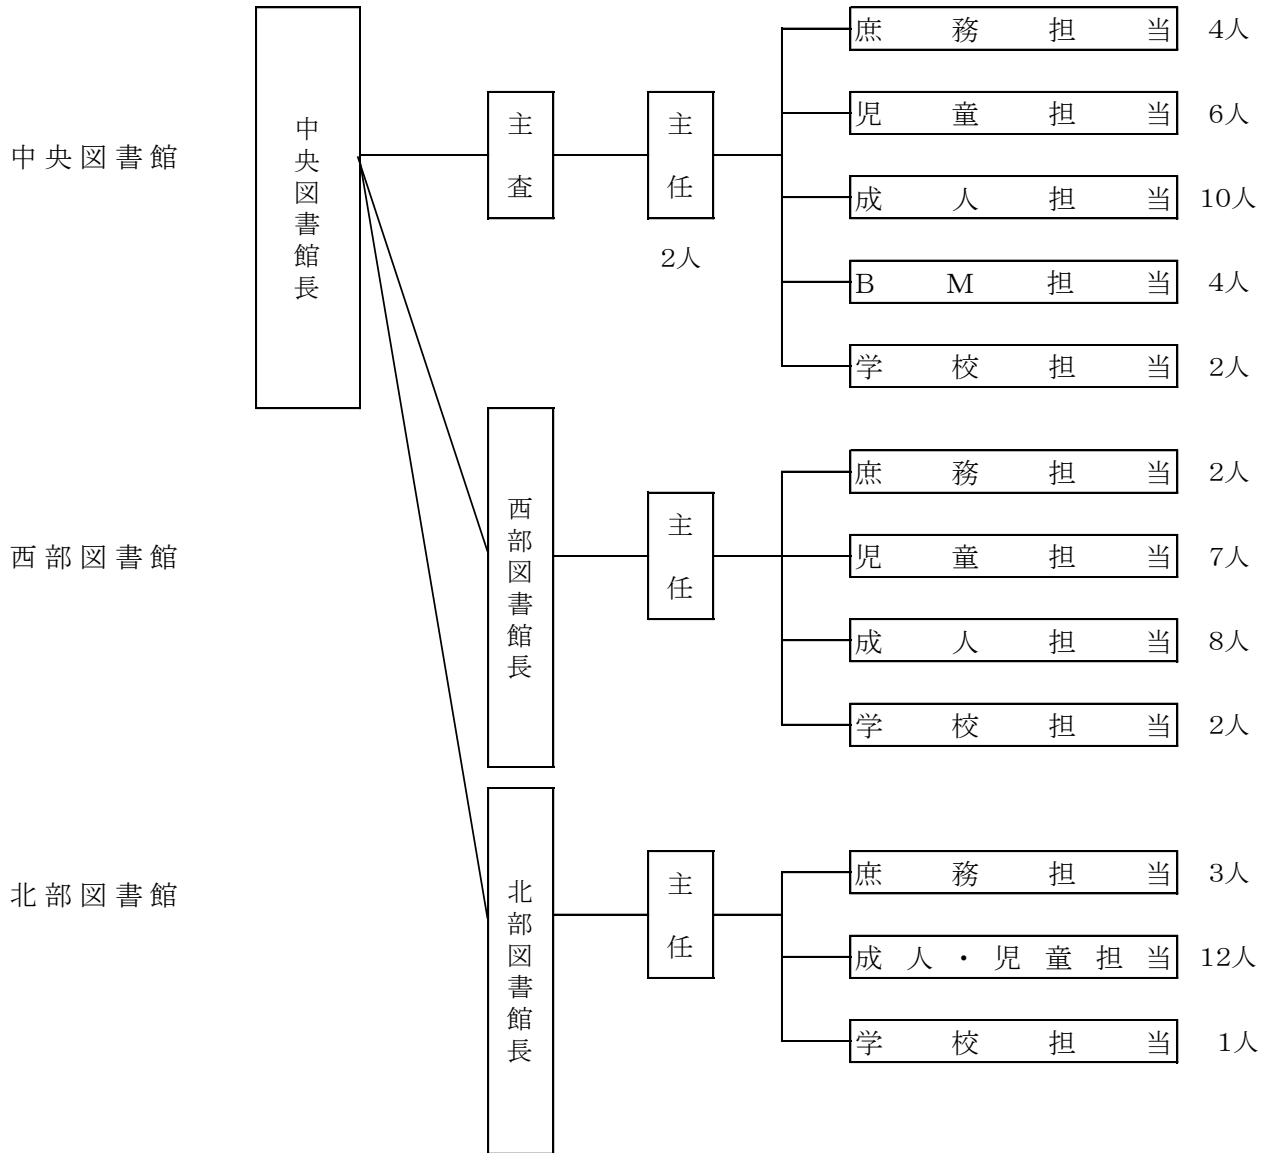 中央図書館
中央図書館長
主査
主任
2人
庶務担当 4人
児童担当 6人
成人担当 10人
BM担当 4人
学校担当 2人
西部図書館
西部図書館長
主任
庶務担当 2人
児童担当 7人
成人担当 8人
学校担当 2人
北部図書館
北部図書館長
主任
庶務担当 3人
成人・児童担当 12人
学校担当 1人